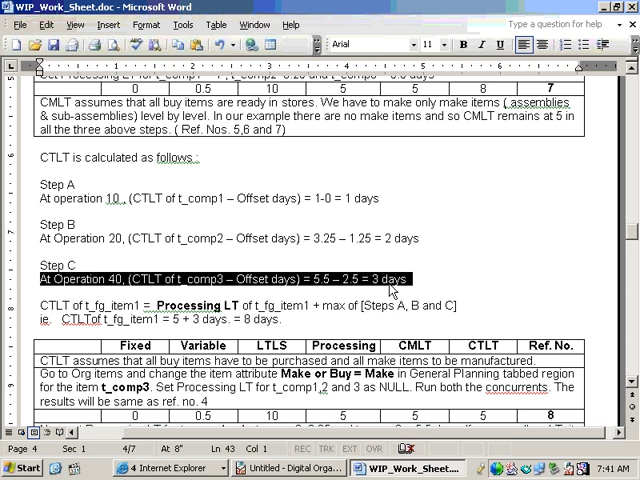 WIP_Work_Sheet.doc - Microsoft Word
File Edit View Insert Format Tools Table Window Help
Type a question for help
Arial 11 B I U
0 0.5 10 5 5 8 7
CMLT assumes that all buy items are ready in stores. We have to make only make items ( assemblies
& sub-assemblies) level by level. In our example there are no make items and so CMLT remains at 5 in
all the three above steps. ( Ref. Nos. 5,6 and 7)
CTLT is calculated as follows :
Step A
At operation 10 , (CTLT of t_comp1 – Offset days) = 1-0 = 1 days
Step B
At Operation 20, (CTLT of t_comp2 – Offset days) = 3.25 – 1.25 = 2 days
Step C
At Operation 40, (CTLT of t_comp3 – Offset days) = 5.5 – 2.5 = 3 days
CTLT of t_fg_item1 = Processing LT of t_fg_item1 + max of [Steps A, B and C]
ie. CTLTof t_fg_item1 = 5 + 3 days. = 8 days.
Fixed Variable LTLS Processing CMLT CTLT Ref. No.
CTLT assumes that all buy items have to be purchased and all make items to be manufactured.
Go to Org items and change the item attribute Make or Buy = Make in General Planning tabbed region
for the item t_comp3. Set Processing LT for t_comp1,2 and 3 as NULL. Run both the concurrents. The
results will be same as ref. no. 4
0 0.5 10 5 5 5 8
Page 4 Sec 1 4/7 At 8" Ln 43 Col 1 REC TRK EXT OVR
Start 4 Internet Explorer Untitled - Digital Orga... WIP_Work_Sheet.... 7:41 AM